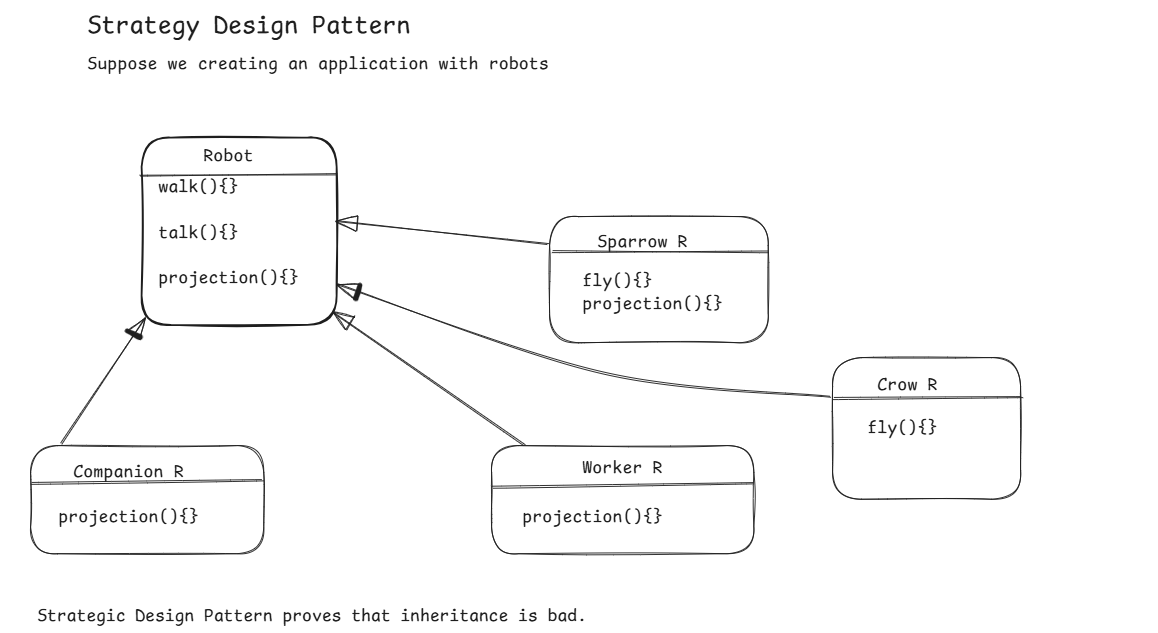 Strategy Design Pattern
Suppose we creating an application with robots
Robot
walk(){}
talk(){}
projection(){}
Sparrow R
fly(){}
projection(){}
Crow R
fly(){}
Companion R
projection(){}
Worker R
projection(){}
Strategic Design Pattern proves that inheritance is bad.